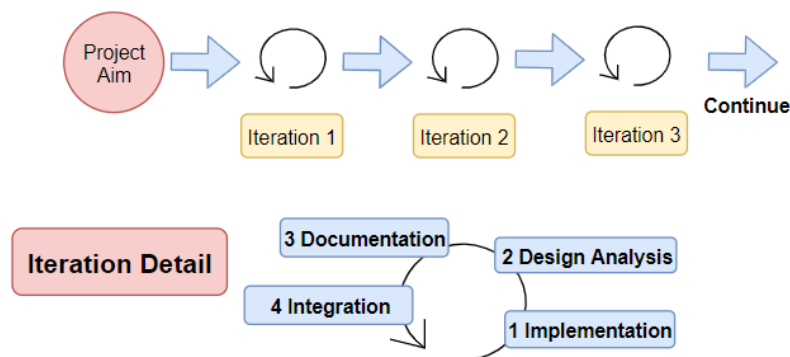 Project
Aim
Iteration 1
Iteration 2
Iteration 3
Continue
Iteration Detail
3 Documentation
2 Design Analysis
4 Integration
1 Implementation